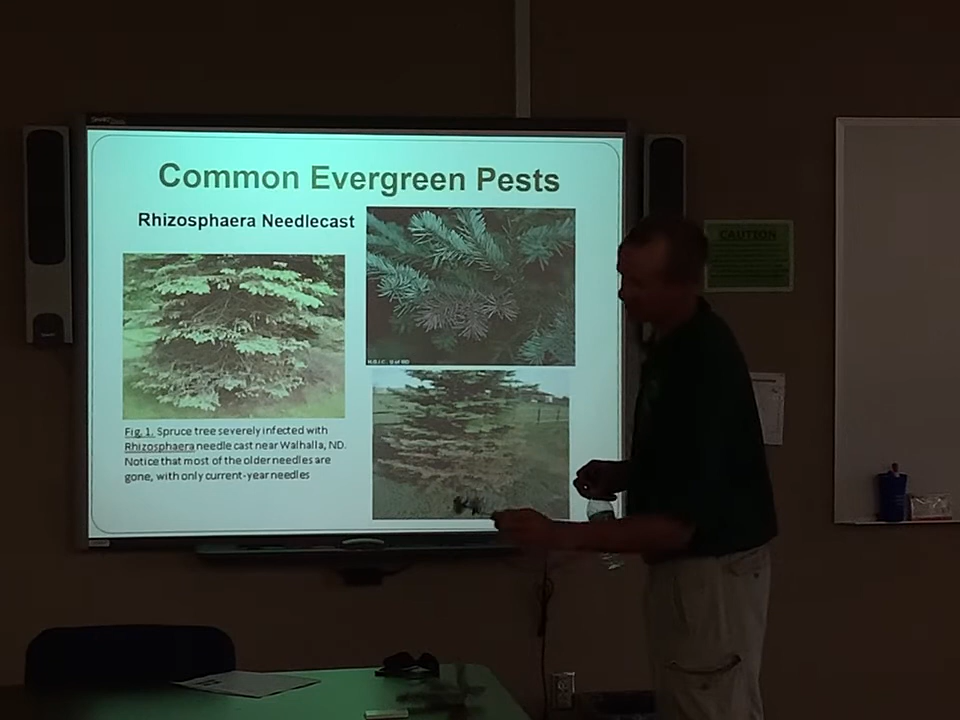 Common Evergreen Pests
Rhizosphaera Needlecast
Fig. 1. Spruce tree severely infected with
Rhizosphaera needle cast near Walhalla, ND.
Notice that most of the older needles are
gone, with only current-year needles
CAUTION